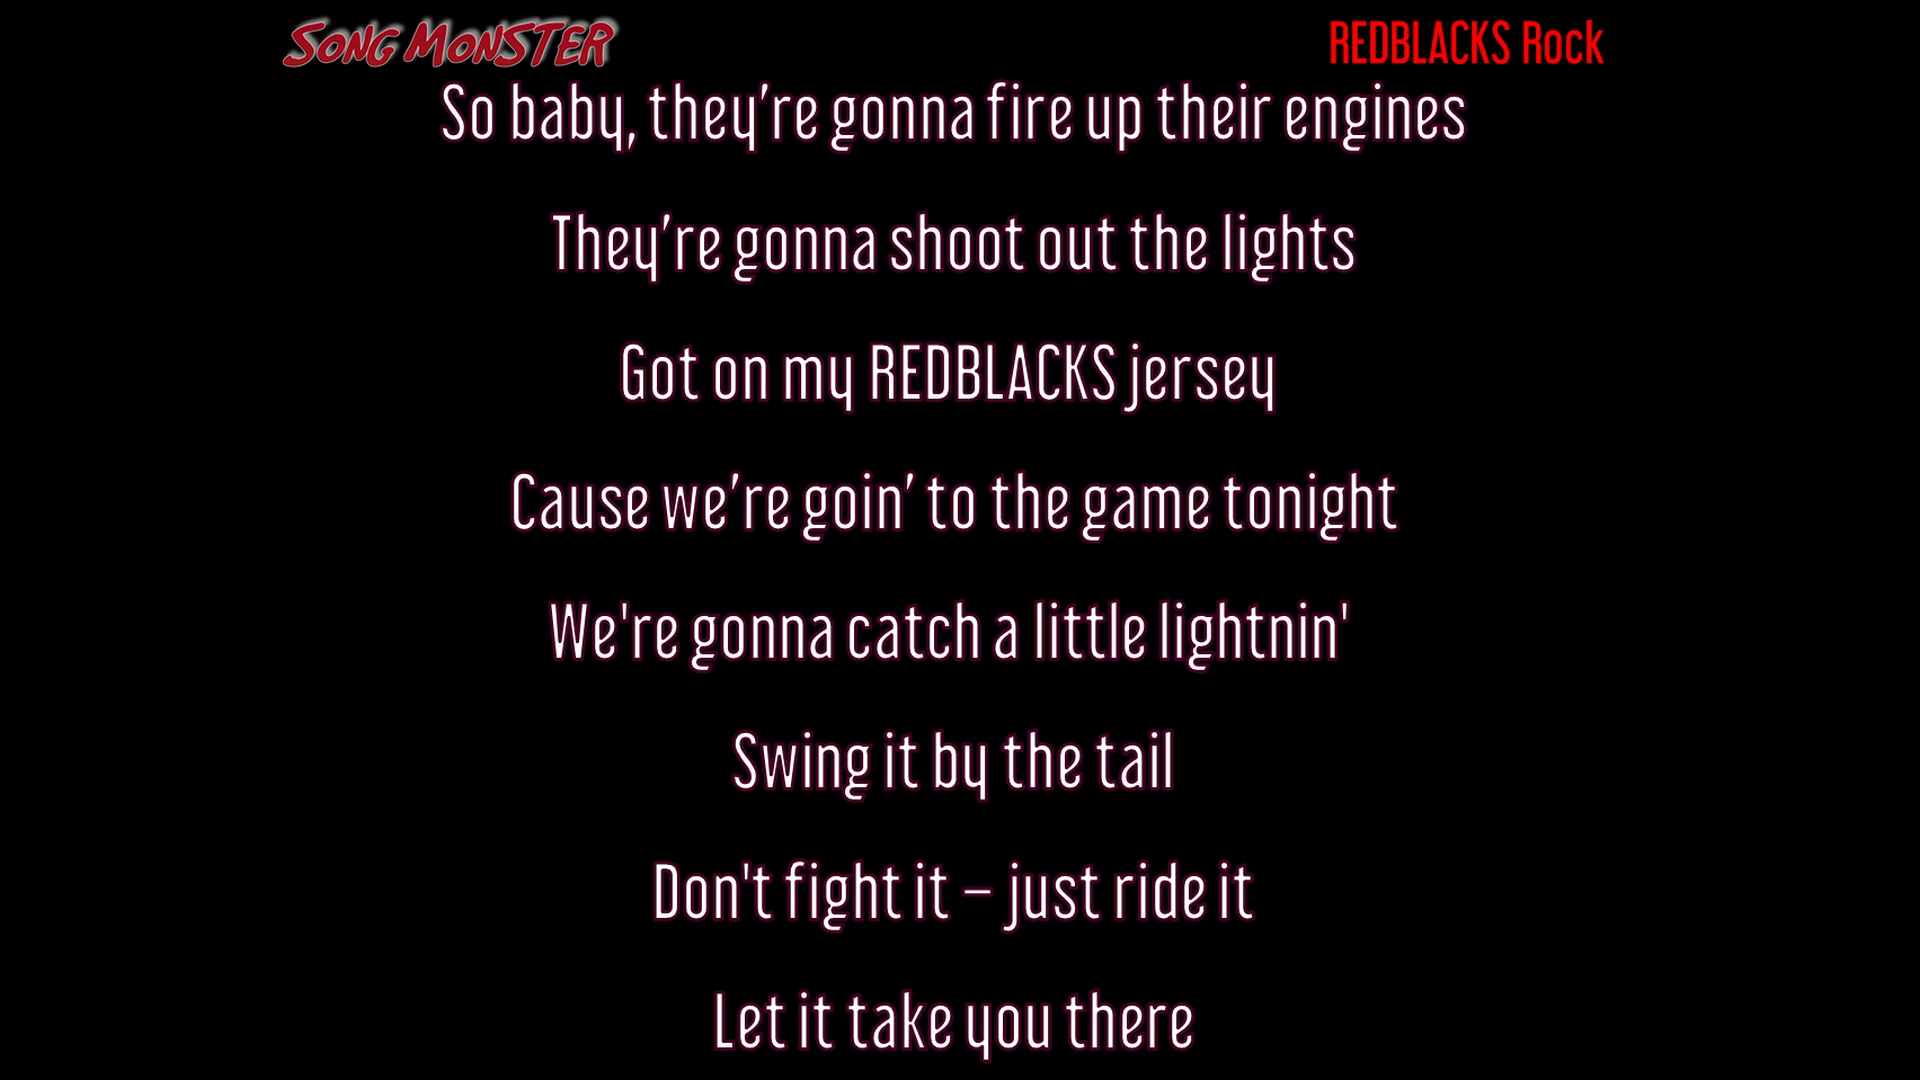 SONG MONSTER
REDBLACKS Rock
So baby, they’re gonna fire up their engines
They’re gonna shoot out the lights
Got on my REDBLACKS jersey
Cause we’re goin’ to the game tonight
We're gonna catch a little lightnin'
Swing it by the tail
Don't fight it – just ride it
Let it take you there